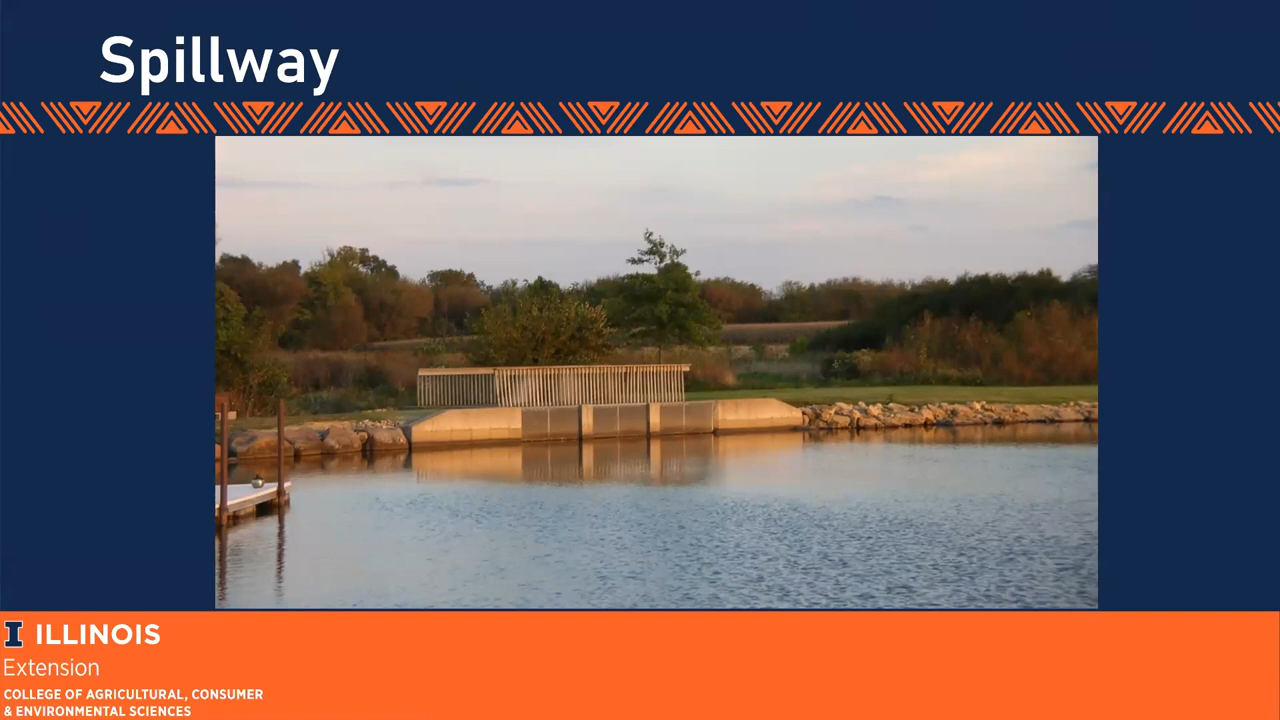 Spillway
I ILLINOIS
Extension
COLLEGE OF AGRICULTURAL, CONSUMER
& ENVIRONMENTAL SCIENCES